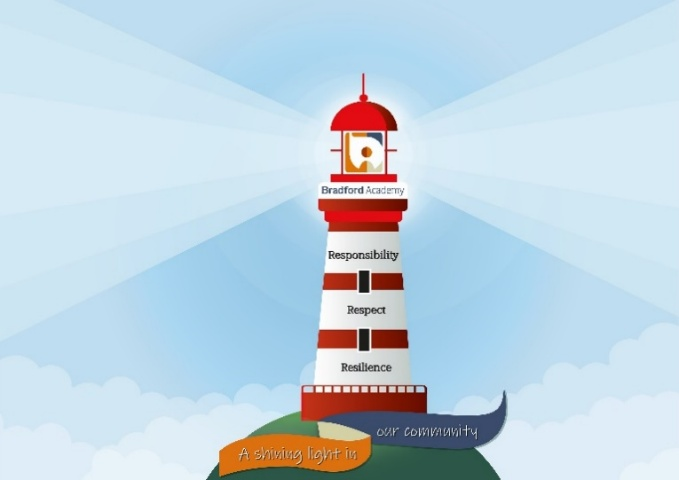 Bradford Academy
Responsibility
Respect
Resilience
A shining light in
our community